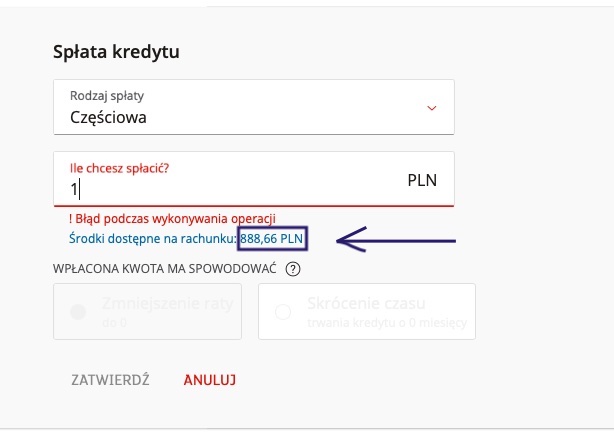 Spłata kredytu
Rodzaj spłaty
Częściowa
Ile chcesz spłacić?
1 PLN
! Błąd podczas wykonywania operacji
Środki dostępne na rachunku: 888,66 PLN
WPŁACONA KWOTA MA SPOWODOWAĆ ?
Zmniejszenie raty Skrócenie czasu
do 0 trwania kredytu o 0 miesięcy
ZATWIERDŹ ANULUJ